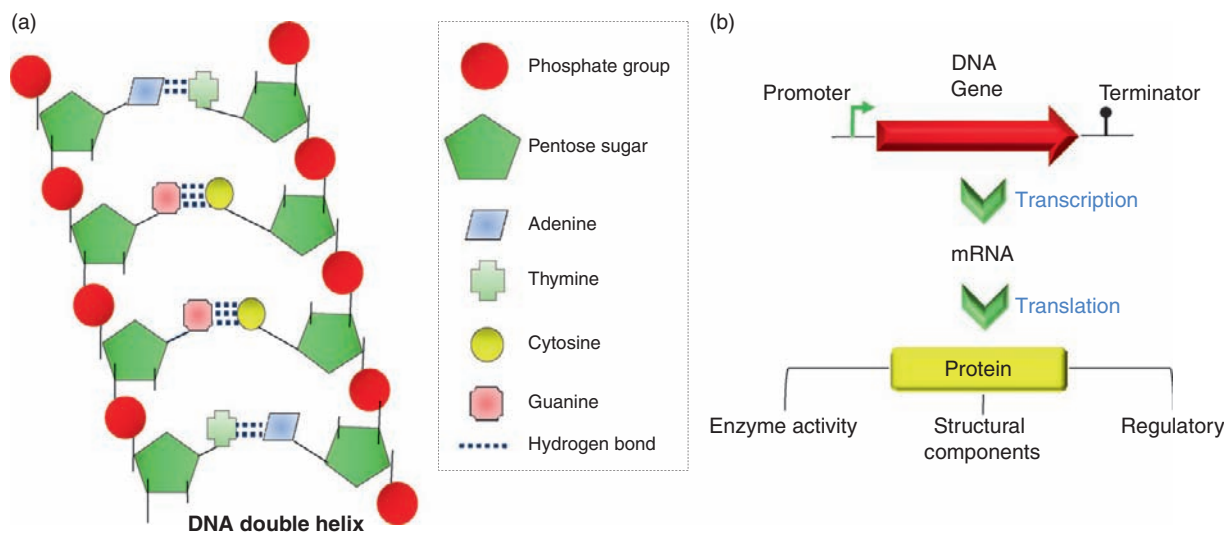 (a)
Phosphate group
Pentose sugar
Adenine
Thymine
Cytosine
Guanine
Hydrogen bond
DNA double helix
(b)
DNA
Gene
Promoter
Terminator
Transcription
mRNA
Translation
Protein
Enzyme activity
Structural
components
Regulatory